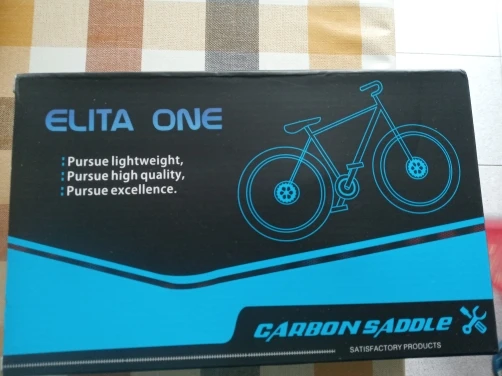 ELITA ONE
Pursue lightweight,
Pursue high quality,
Pursue excellence.
CARBON SADDLE
SATISFACTORY PRODUCTS